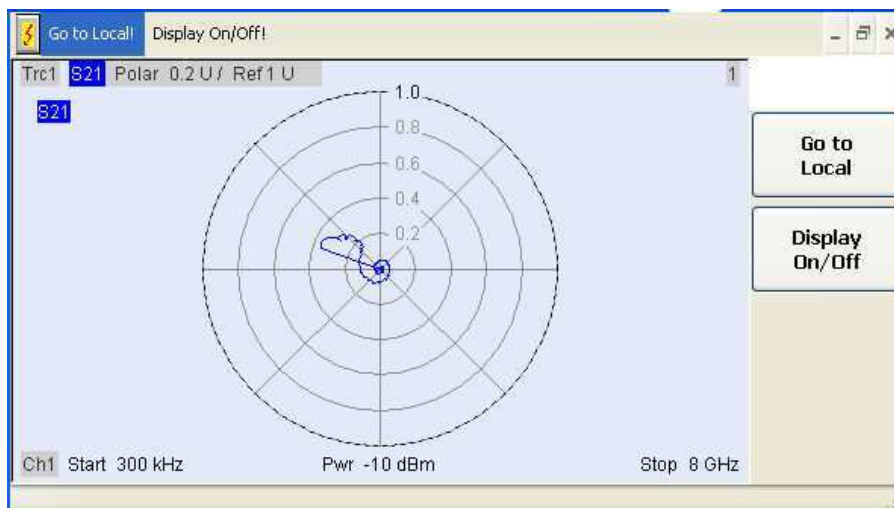 Go to Local! Display On/Off!
Trc1 S21 Polar 0.2 U / Ref 1 U 1
S21
1.0
0.8
0.6
0.4
0.2
Go to
Local
Display
On/Off
Ch1 Start 300 kHz Pwr -10 dBm Stop 8 GHz